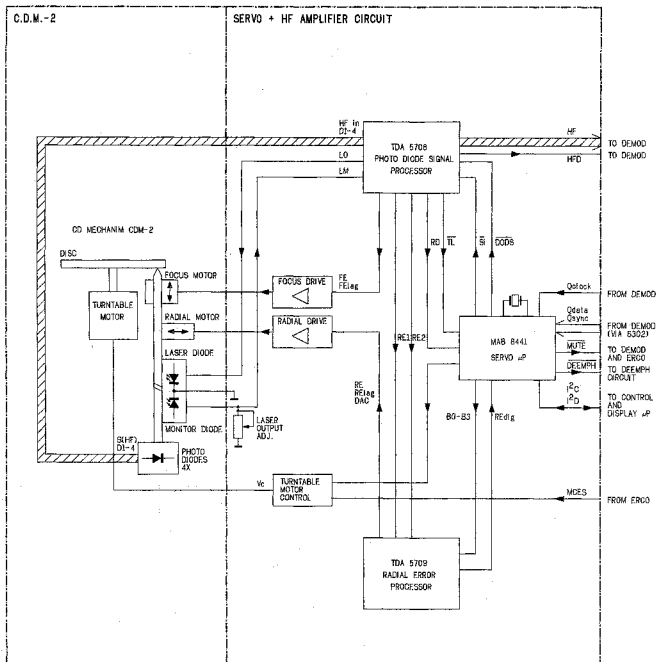 C.D.M.-2
SERVO + HF AMPLIFIER CIRCUIT
HF in
D1-4
TDA 5708
PHOTO DIODE SIGNAL
PROCESSOR
HF
TO DEMOD
HFD
TO DEMOD
LO
LM
RD
TL
SI
DODS
CD MECHANIM CDM-2
DISC
FOCUS MOTOR
TURNTABLE
MOTOR
FOCUS DRIVE
FE
FElag
RADIAL MOTOR
RADIAL DRIVE
RE1
RE2
Qclock
FROM DEMOD
Qdata
Qsync
FROM DEMOD
(VIA 6302)
MAB 8441
SERVO µP
MUTE
TO DEMOD
AND ERCO
DEEMPH
TO DEEMPH
CIRCUIT
I²C
I²D
TO CONTROL
AND
DISPLAY µP
LASER DIODE
MONITOR DIODE
LASER
OUTPUT
ADJ.
RE
RElag
DAC
B0-B3
REdig
S(HF)
D1-4
PHOTO
DIODES
4X
Vc
TURNTABLE
MOTOR
CONTROL
MCES
FROM ERCO
TDA 5709
RADIAL ERROR
PROCESSOR